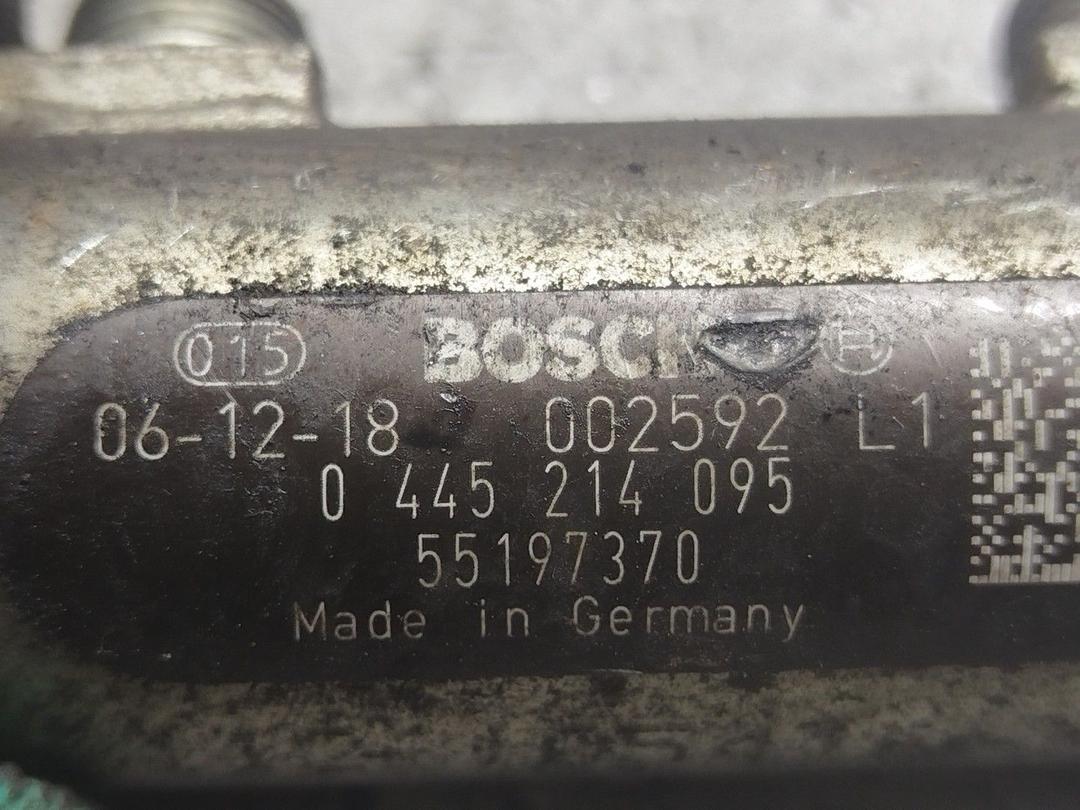 015 BOSCH H
06-12-18 002592 L1
0 445 214 095
55197370
Made in Germany